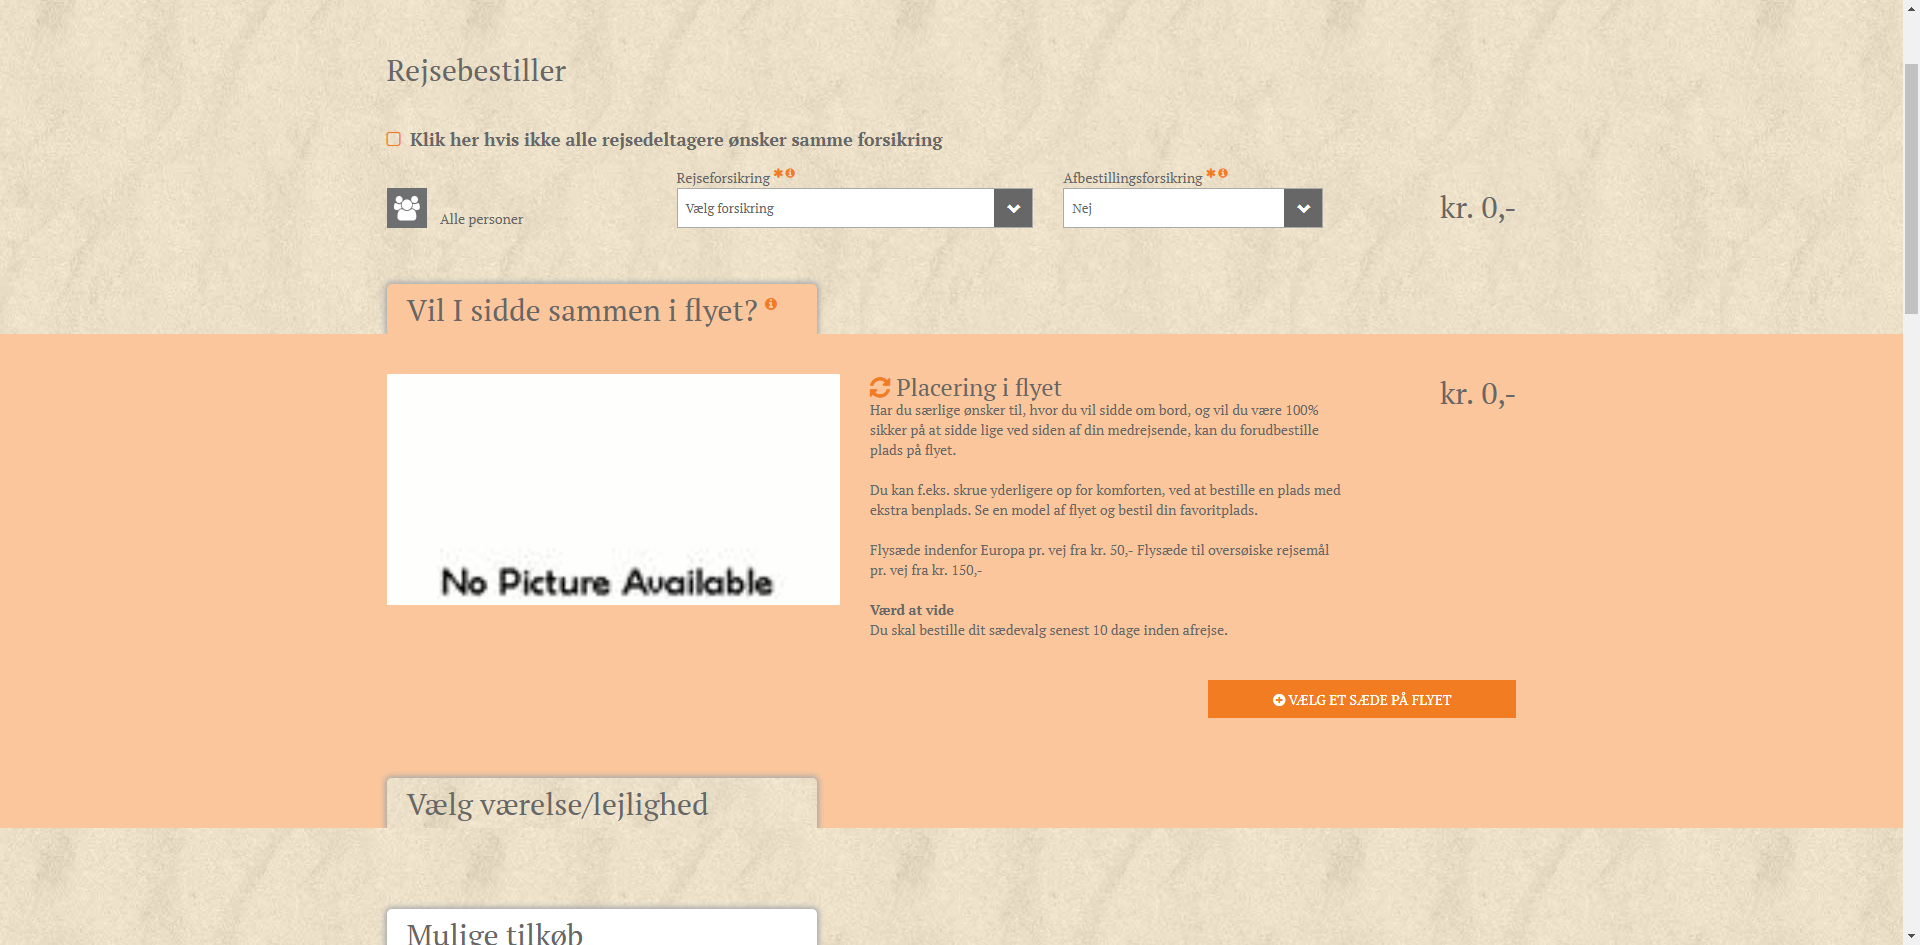 Rejsebestiller
Klik her hvis ikke alle rejsedeltagere ønsker samme forsikring
Alle personer
Rejseforsikring *
Vælg forsikring
Afbestillingsforsikring *
Nej
kr. 0,-
Vil I sidde sammen i flyet?
Placering i flyet
kr. 0,-
Har du særlige ønsker til, hvor du vil sidde om bord, og vil du være 100%
sikker på at sidde lige ved siden af din medrejsende, kan du forudbestille
plads på flyet.
Du kan f.eks. skrue yderligere op for komforten, ved at bestille en plads med
ekstra benplads. Se en model af flyet og bestil din favoritplads.
Flysæde indenfor Europa pr. vej fra kr. 50,- Flysæde til oversøiske rejsemål
pr. vej fra kr. 150,-
Værd at vide
Du skal bestille dit sædevalg senest 10 dage inden afrejse.
No Picture Available
VÆLG ET SÆDE PÅ FLYET
Vælg værelse/lejlighed
Mulige tilkøb